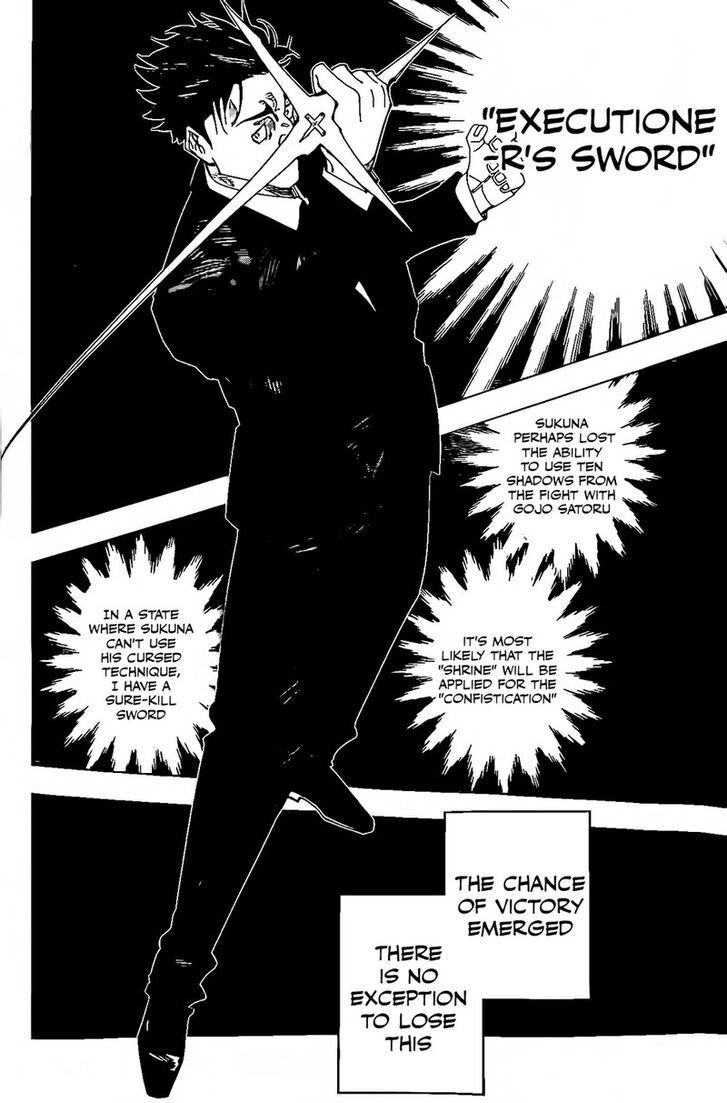 "EXECUTIONE
-R'S SWORD"
SUKUNA
PERHAPS LOST
THE ABILITY
TO USE TEN
SHADOWS FROM
THE FIGHT WITH
GOJO SATORU
IT'S MOST
LIKELY THAT THE
"SHRINE" WILL BE
APPLIED FOR THE
"CONFISTICATION"
IN A STATE
WHERE SUKUNA
CAN'T USE
HIS CURSED
TECHNIQUE,
I HAVE A
SURE-KILL
SWORD
THE CHANCE
OF VICTORY
EMERGED
THERE
IS NO
EXCEPTION
TO LOSE
THIS